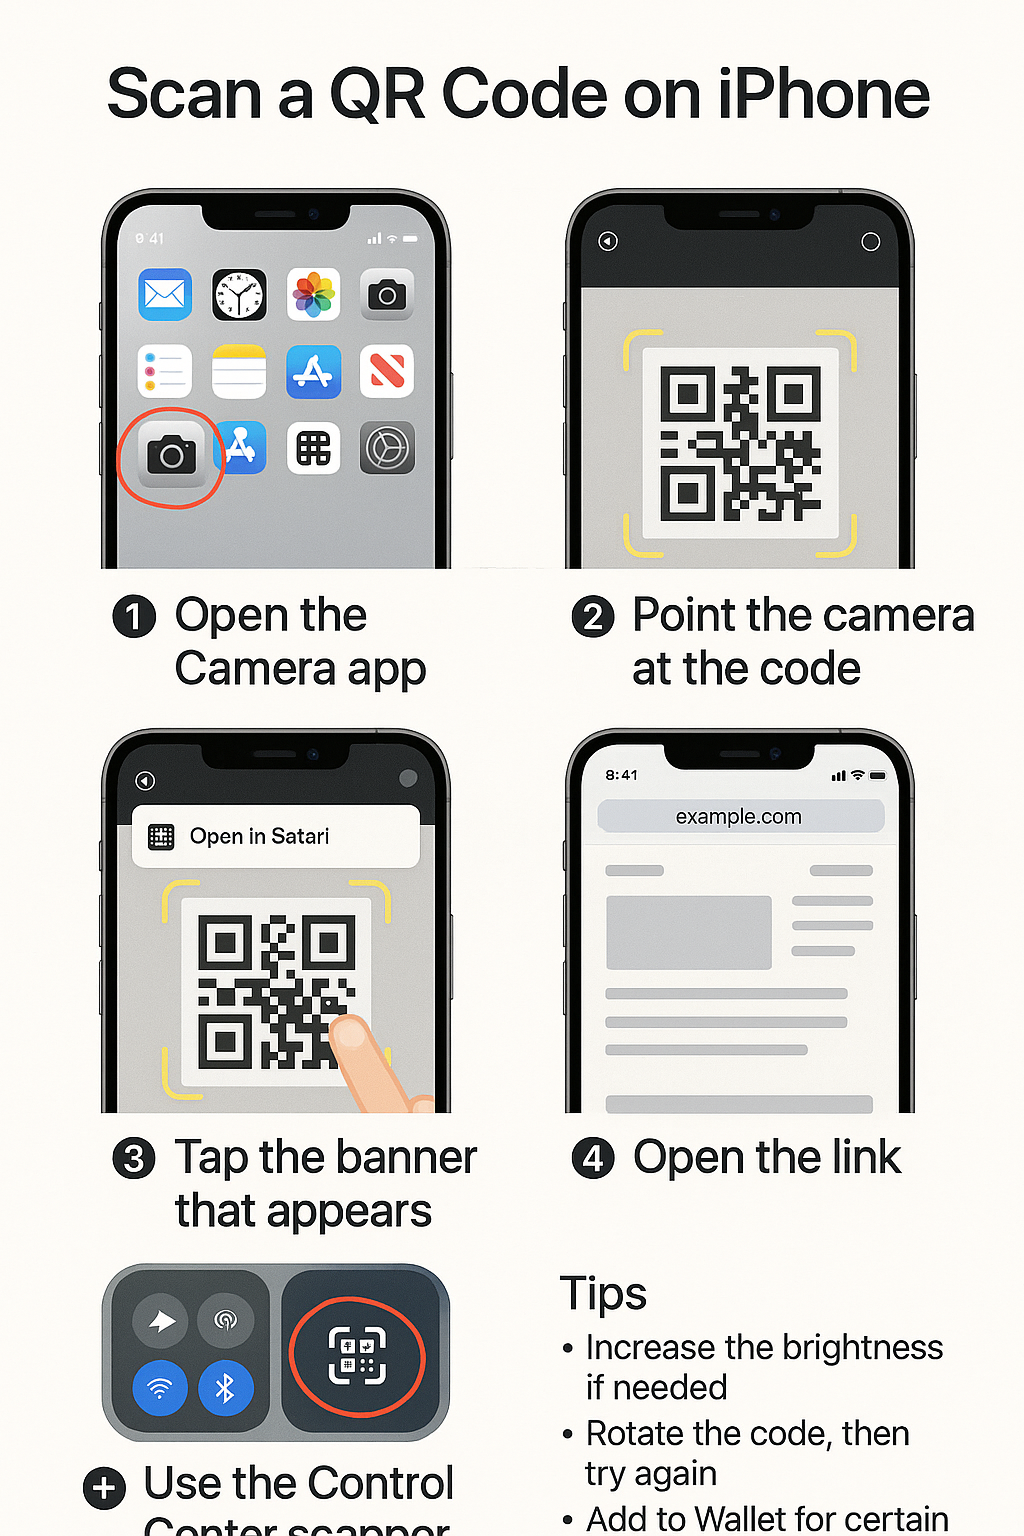 Scan a QR Code on iPhone
9:41
1 Open the
Camera app
2 Point the camera
at the code
Open in Satari
3 Tap the banner
that appears
8:41
example.com
4 Open the link
+ Use the Control
Center scanner
Tips
• Increase the brightness
if needed
• Rotate the code, then
try again
• Add to Wallet for certain